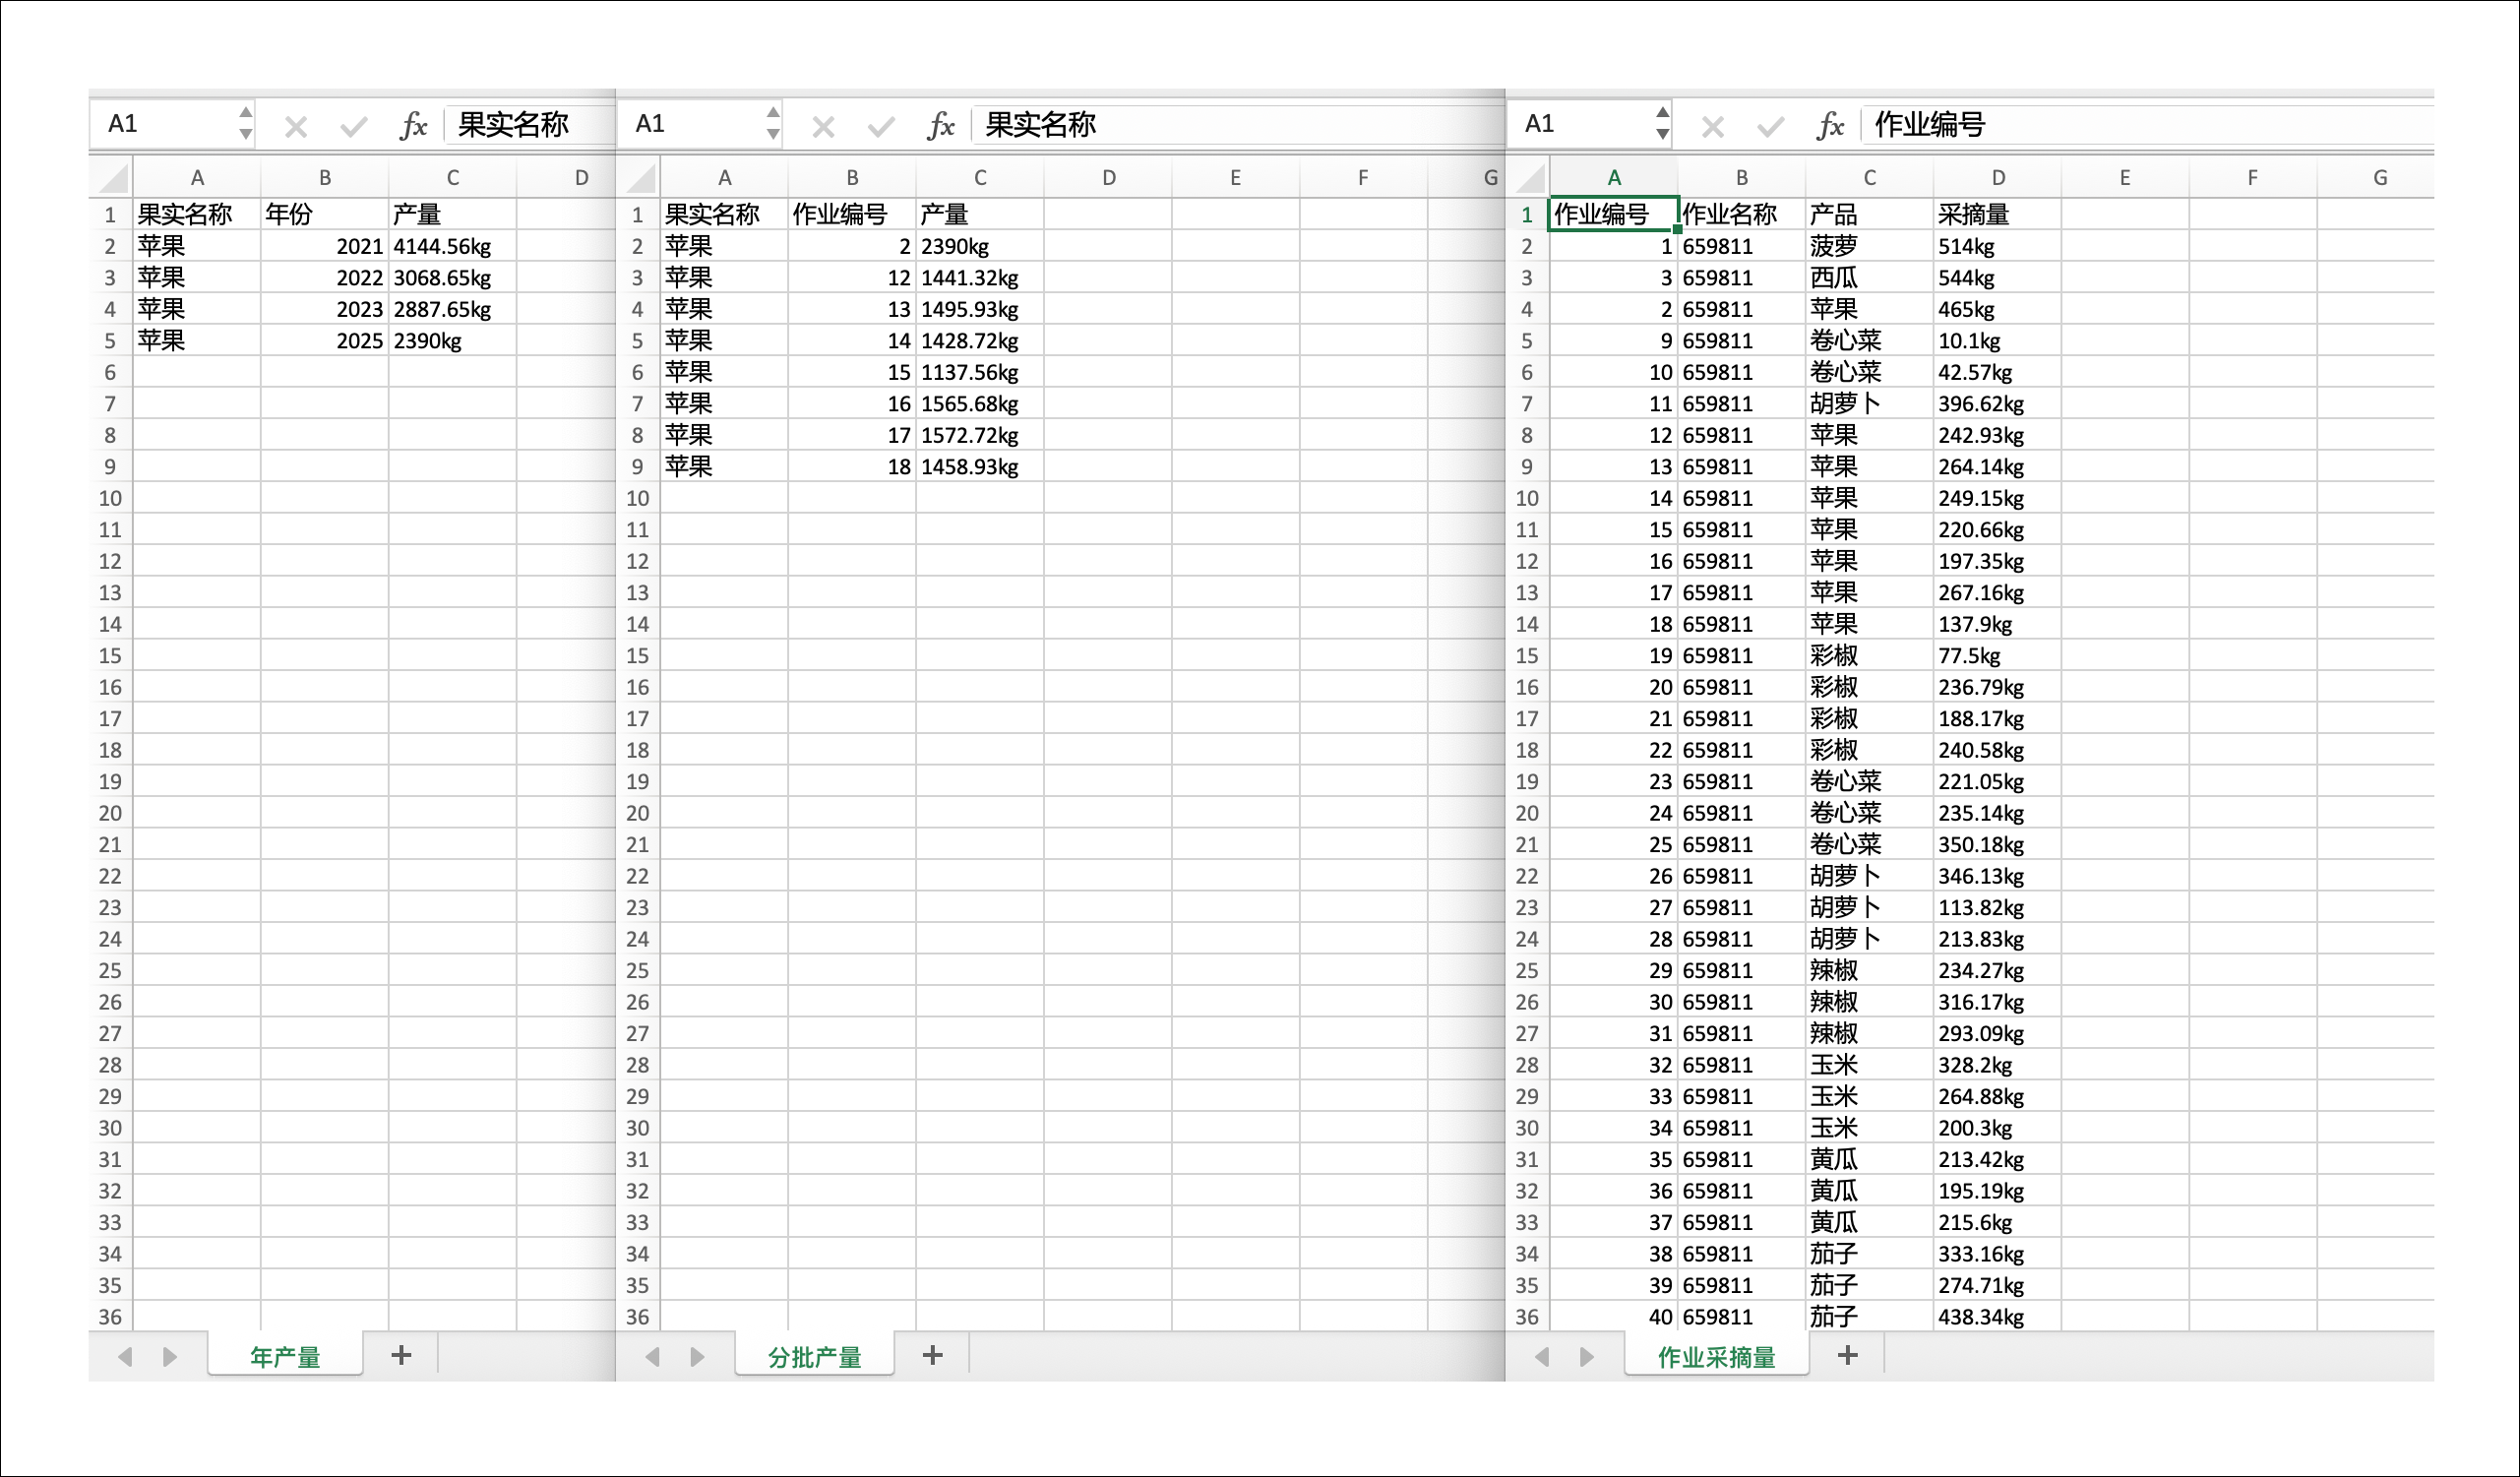 A1 fx 果实名称
A B C D
1 果实名称 年份 产量
2 苹果 2021 4144.56kg
3 苹果 2022 3068.65kg
4 苹果 2023 2887.65kg
5 苹果 2025 2390kg
6
7
8
9
10
11
12
13
14
15
16
17
18
19
20
21
22
23
24
25
26
27
28
29
30
31
32
33
34
35
36
年产量 +
A1 fx 果实名称
A B C D E F G
1 果实名称 作业编号 产量
2 苹果 2 2390kg
3 苹果 12 1441.32kg
4 苹果 13 1495.93kg
5 苹果 14 1428.72kg
6 苹果 15 1137.56kg
7 苹果 16 1565.68kg
8 苹果 17 1572.72kg
9 苹果 18 1458.93kg
10
11
12
13
14
15
16
17
18
19
20
21
22
23
24
25
26
27
28
29
30
31
32
33
34
35
36
分批产量 +
A1 fx 作业编号
A B C D E F G
1 作业编号 作业名称 产品 采摘量
2 1 659811 菠萝 514kg
3 3 659811 西瓜 544kg
4 2 659811 苹果 465kg
5 9 659811 卷心菜 10.1kg
6 10 659811 卷心菜 42.57kg
7 11 659811 胡萝卜 396.62kg
8 12 659811 苹果 242.93kg
9 13 659811 苹果 264.14kg
10 14 659811 苹果 249.15kg
11 15 659811 苹果 220.66kg
12 16 659811 苹果 197.35kg
13 17 659811 苹果 267.16kg
14 18 659811 苹果 137.9kg
15 19 659811 彩椒 77.5kg
16 20 659811 彩椒 236.79kg
17 21 659811 彩椒 188.17kg
18 22 659811 彩椒 240.58kg
19 23 659811 卷心菜 221.05kg
20 24 659811 卷心菜 235.14kg
21 25 659811 卷心菜 350.18kg
22 26 659811 胡萝卜 346.13kg
23 27 659811 胡萝卜 113.82kg
24 28 659811 胡萝卜 213.83kg
25 29 659811 辣椒 234.27kg
26 30 659811 辣椒 316.17kg
27 31 659811 辣椒 293.09kg
28 32 659811 玉米 328.2kg
29 33 659811 玉米 264.88kg
30 34 659811 玉米 200.3kg
31 35 659811 黄瓜 213.42kg
32 36 659811 黄瓜 195.19kg
33 37 659811 黄瓜 215.6kg
34 38 659811 茄子 333.16kg
35 39 659811 茄子 274.71kg
36 40 659811 茄子 438.34kg
作业采摘量 +